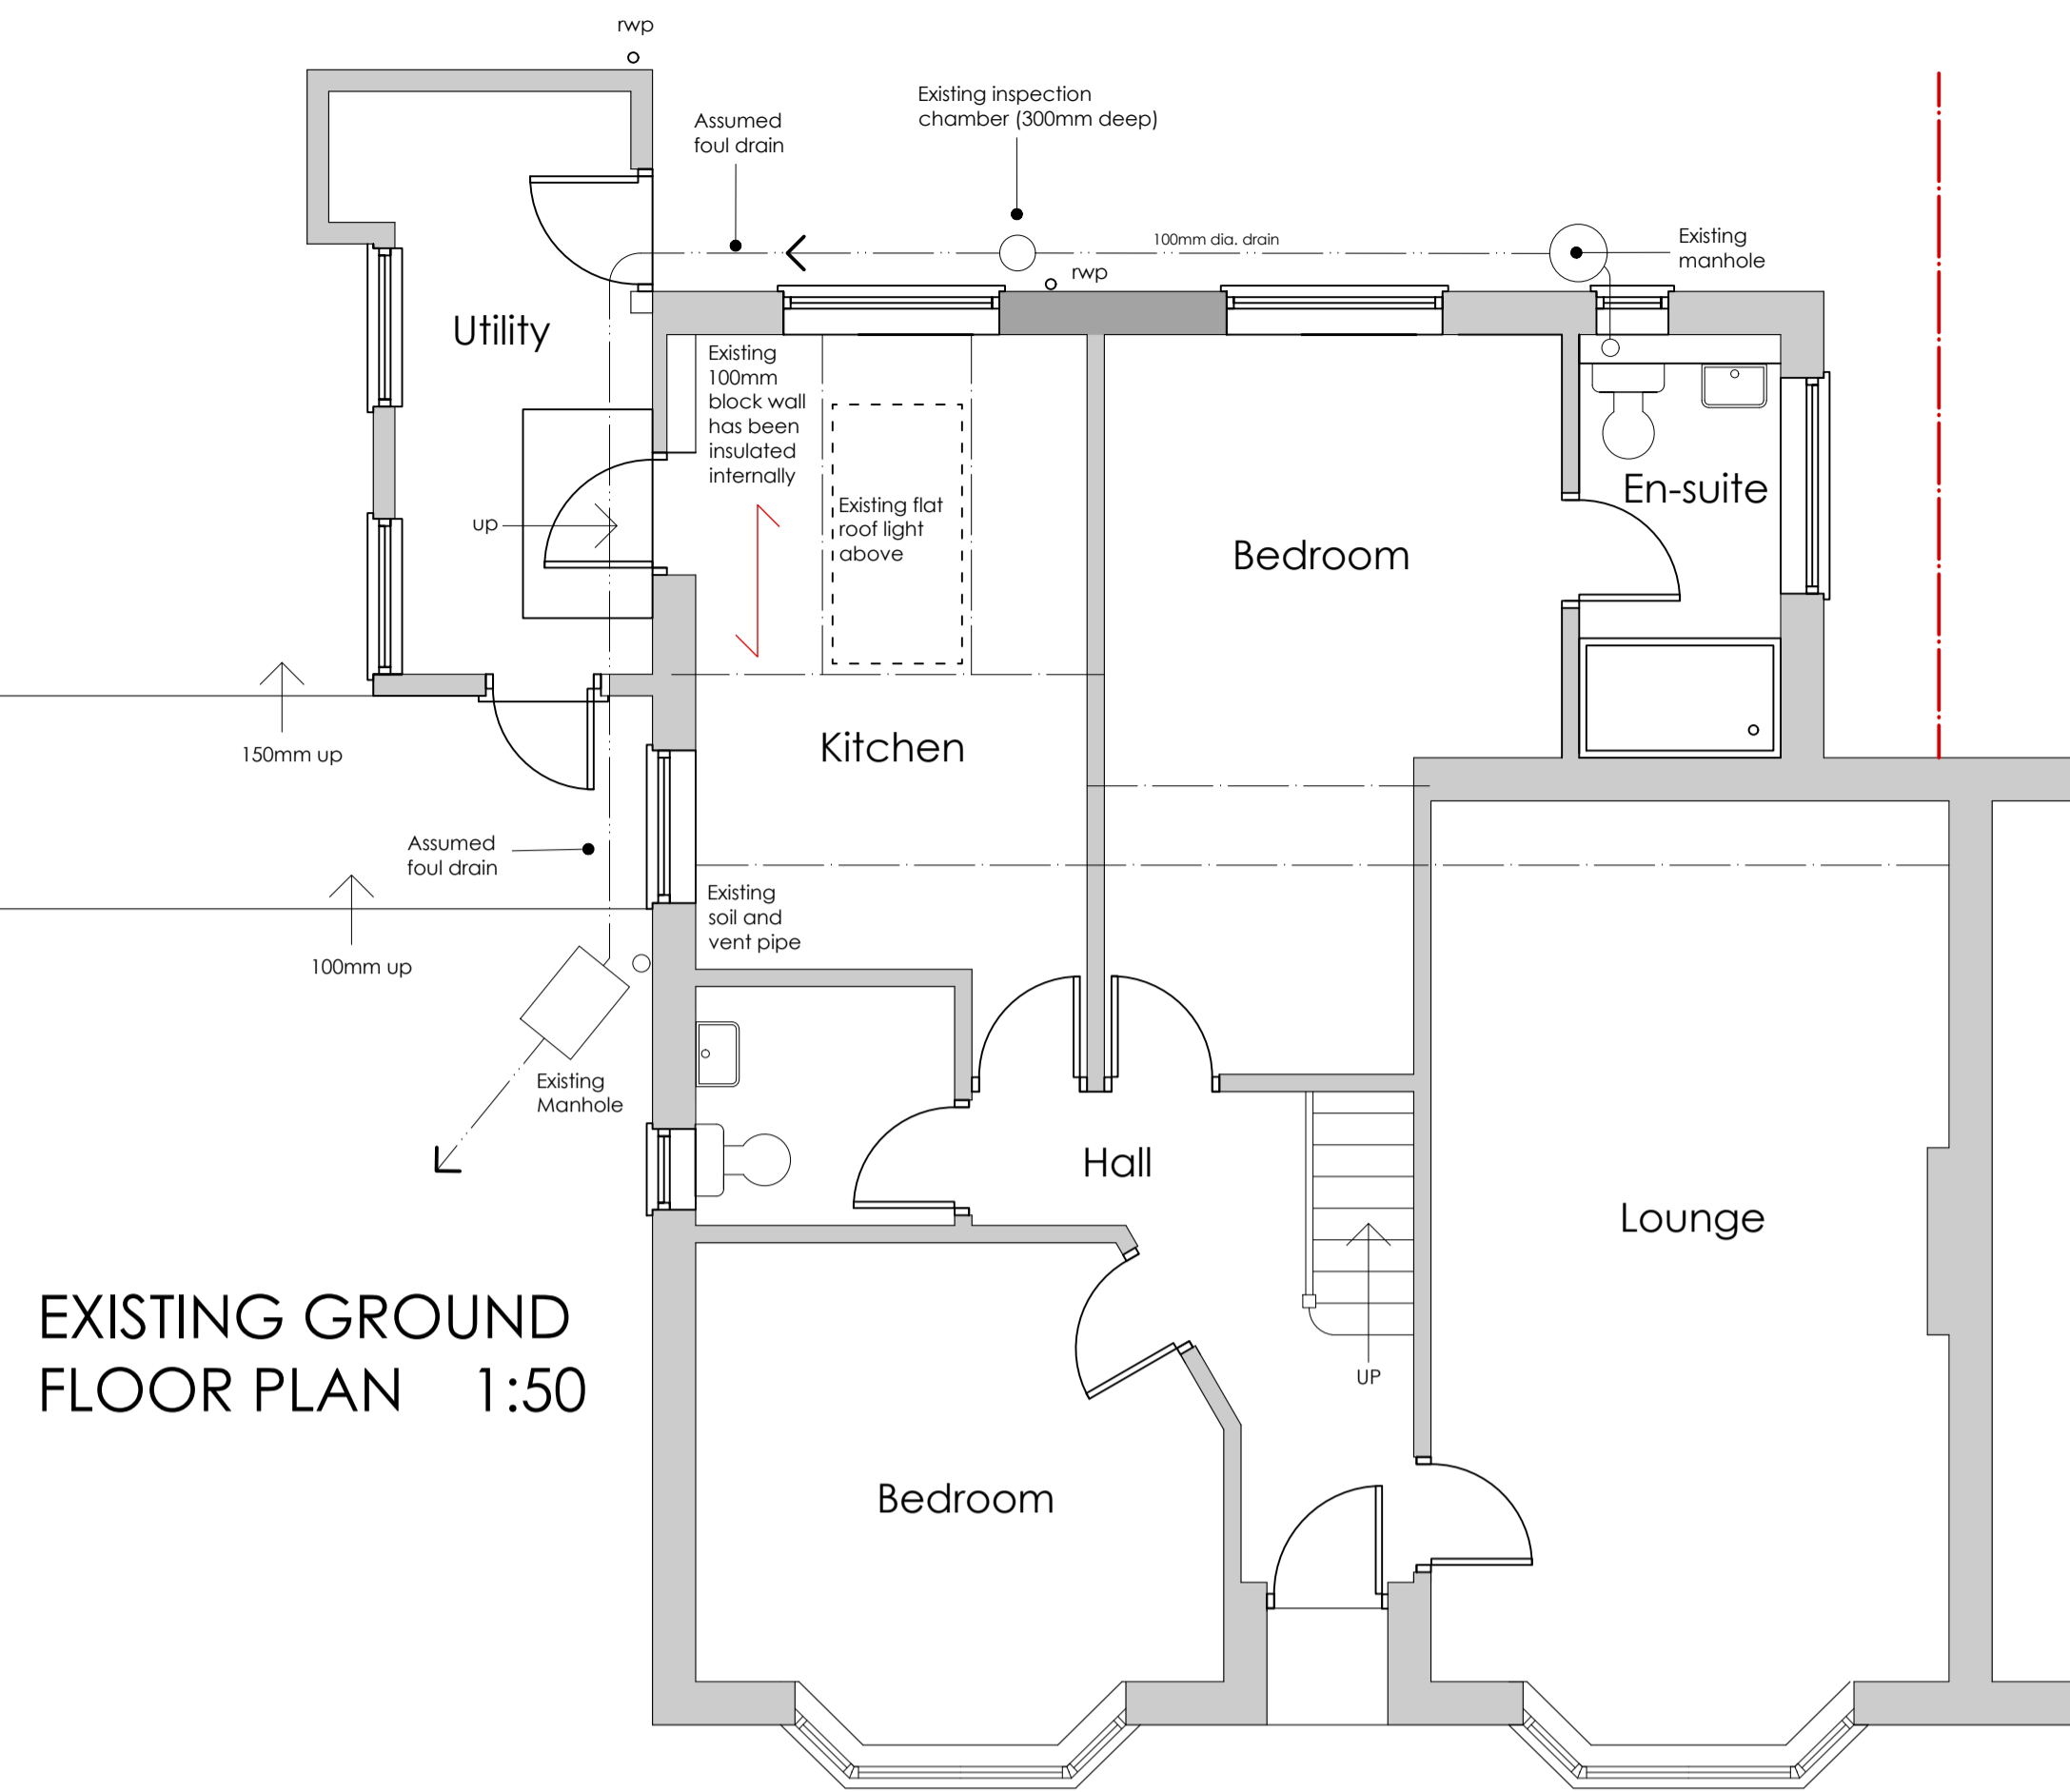 rwp
Existing inspection
chamber (300mm deep)
Assumed
foul drain
100mm dia. drain
Existing
manhole
rwp
Utility
Existing
100mm
block wall
has been
insulated
internally
Existing flat
roof light
above
up
En-suite
Bedroom
Kitchen
150mm up
Assumed
foul drain
Existing
soil and
vent pipe
100mm up
Existing
Manhole
Hall
Lounge
UP
EXISTING GROUND
FLOOR PLAN 1:50
Bedroom